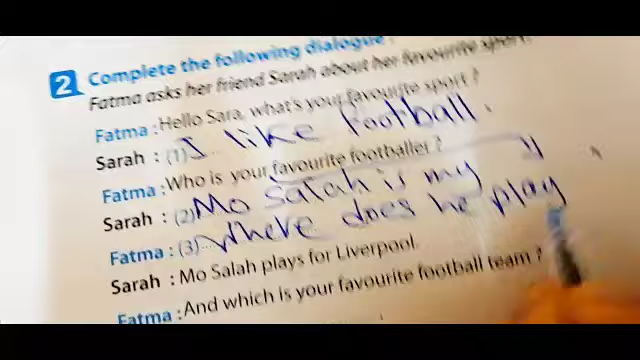 2 Complete the following dialogue
Fatma asks her friend Sarah about her favourite sport.
Fatma : Hello Sara, what's your favourite sport ?
Sarah : (1) I like football.
Fatma : Who is your favourite footballer ?
Sarah : (2) Mo Salah is my
Fatma : (3) Where does he play
Sarah : Mo Salah plays for Liverpool.
Fatma : And which is your favourite football team ?